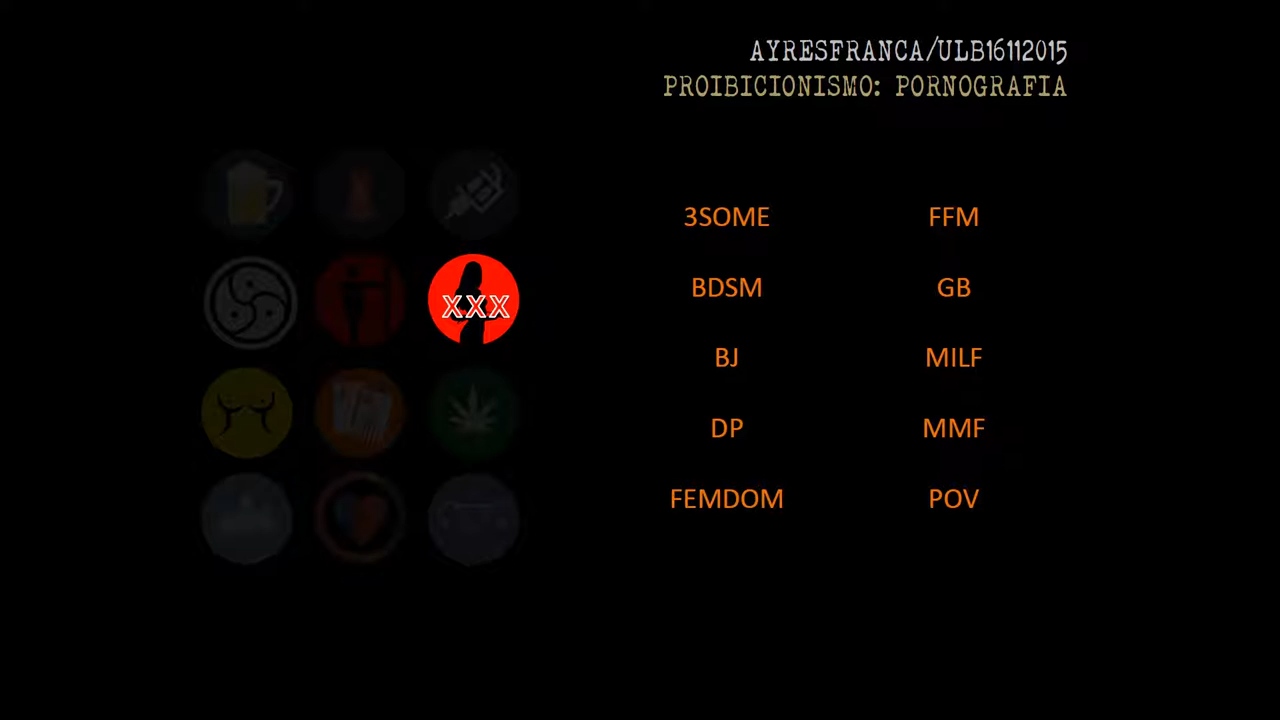 AYRESFRANCA/ULB16112015
PROIBICIONISMO: PORNOGRAFIA
XXX
3SOME FFM
BDSM GB
BJ MILF
DP MMF
FEMDOM POV